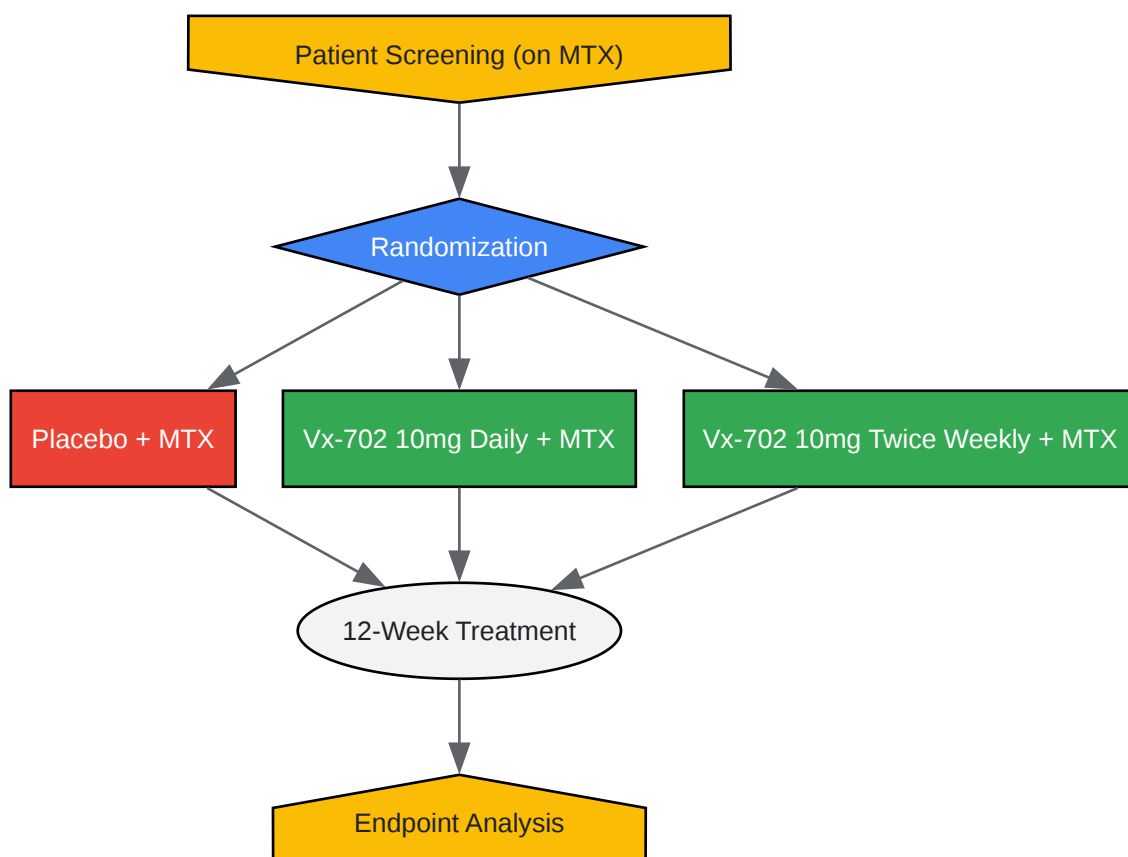 Patient Screening (on MTX)
Randomization
Placebo + MTX
Vx-702 10mg Daily + MTX
Vx-702 10mg Twice Weekly + MTX
12-Week Treatment
Endpoint Analysis